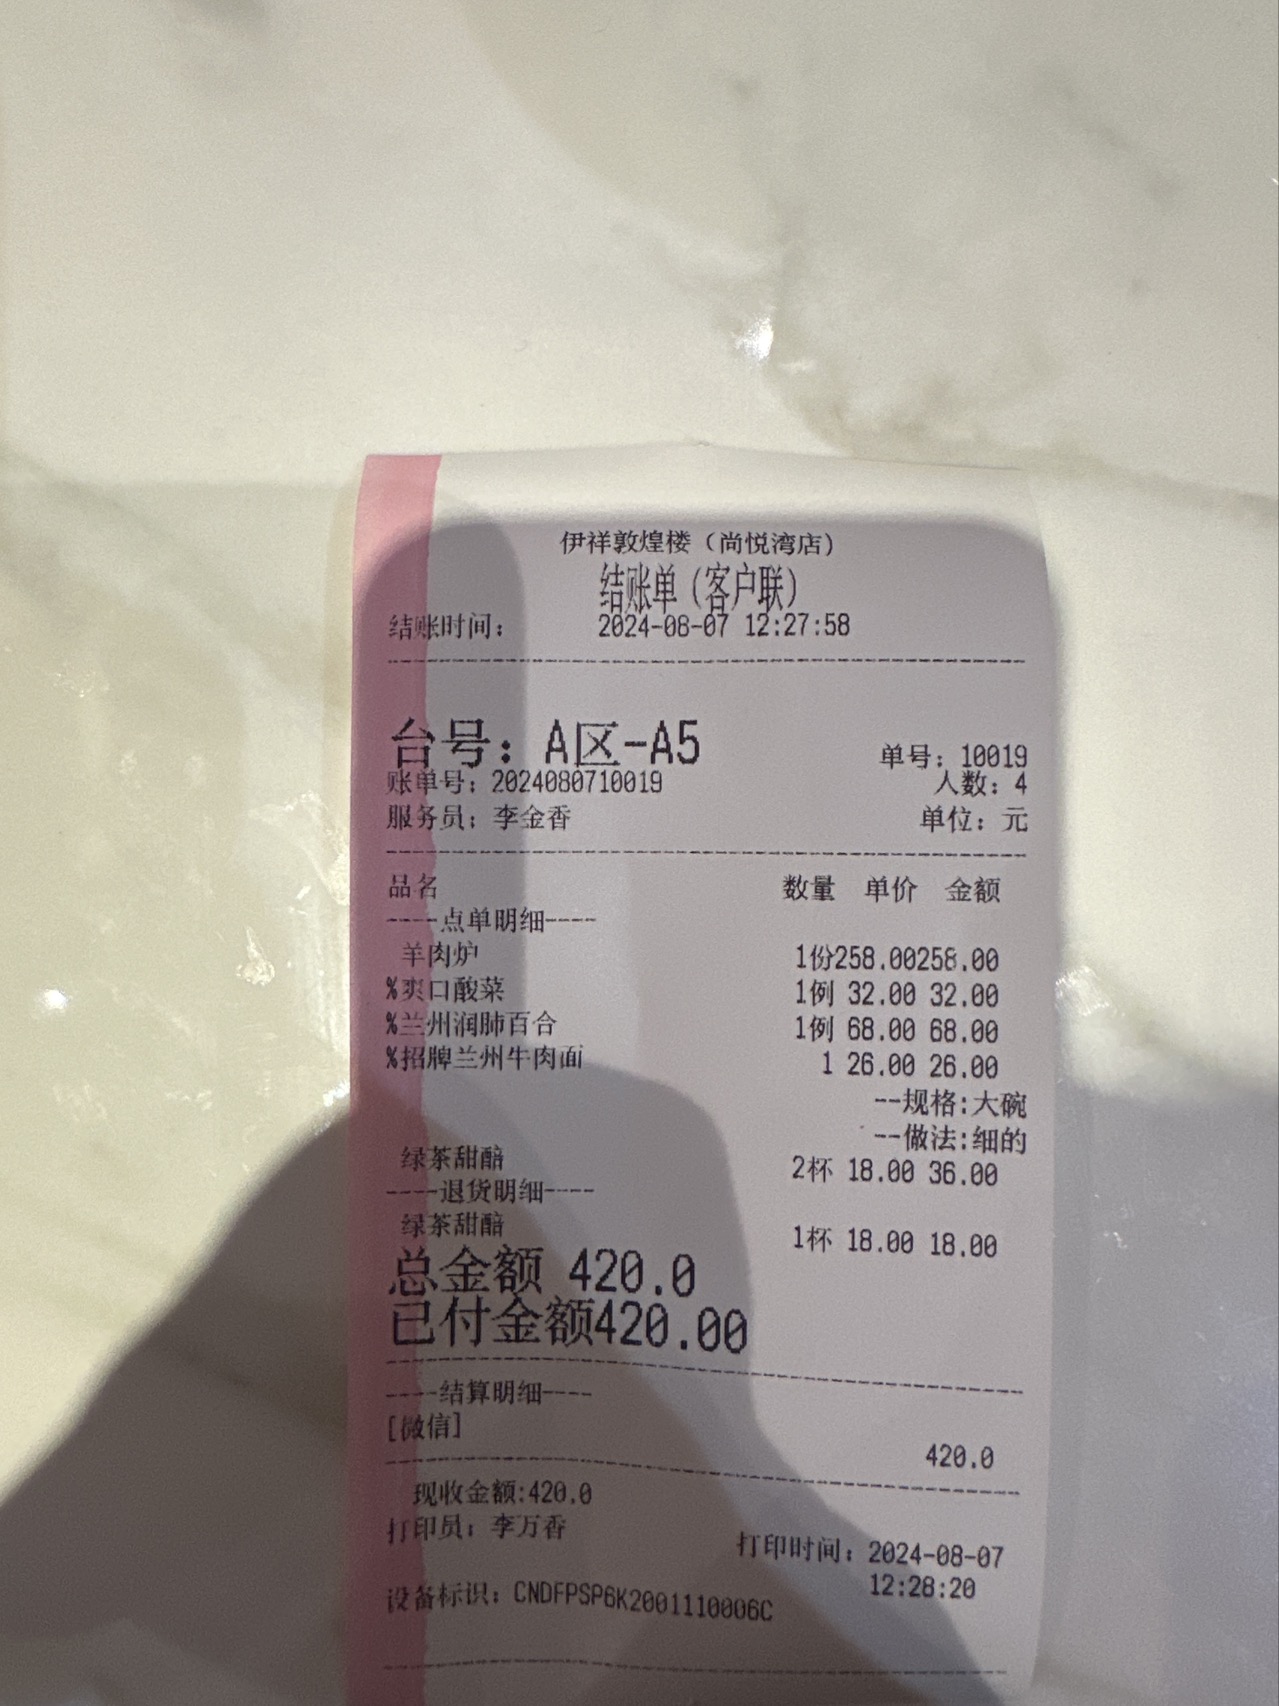 伊祥敦煌楼（尚悦湾店）
结账单（客户联）
结账时间： 2024-08-07 12:27:58
台号：A区-A5 单号：10019
账单号：2024080710019 人数：4
服务员：李金香 单位：元
品名 数量 单价 金额
----点单明细----
羊肉炉 1份258.00258.00
%爽口酸菜 1例 32.00 32.00
%兰州润肺百合 1例 68.00 68.00
%招牌兰州牛肉面 1 26.00 26.00
--规格:大碗
--做法:细的
绿茶甜醅 2杯 18.00 36.00
----退货明细----
绿茶甜醅 1杯 18.00 18.00
总金额 420.0
已付金额420.00
----结算明细----
[微信] 420.0
现收金额:420.0
打印员：李万香 打印时间：2024-08-07
12:28:20
设备标识：CNDFPSP6K2001110006C